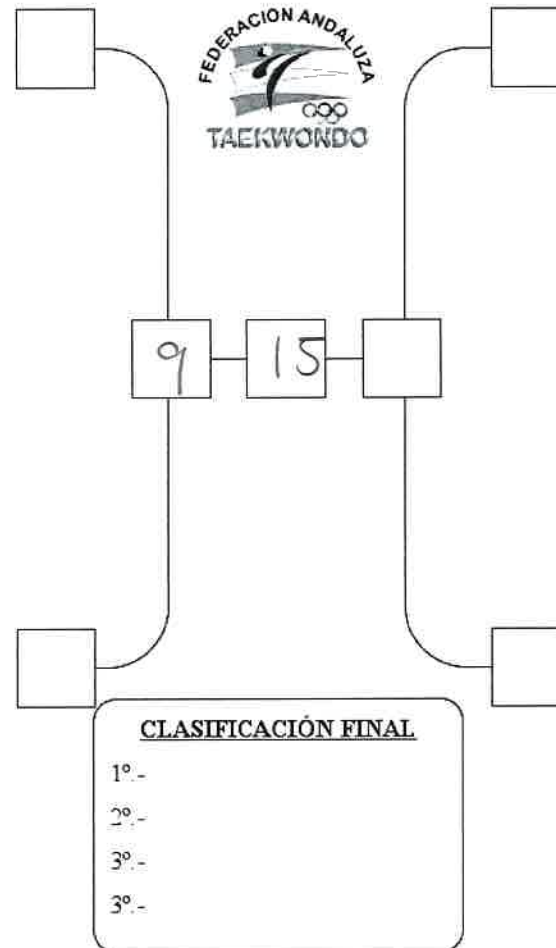 FEDERACION ANDALUZA
TAEKWONDO
9 15
CLASIFICACIÓN FINAL
1º.-
2º.-
3º.-
3º.-